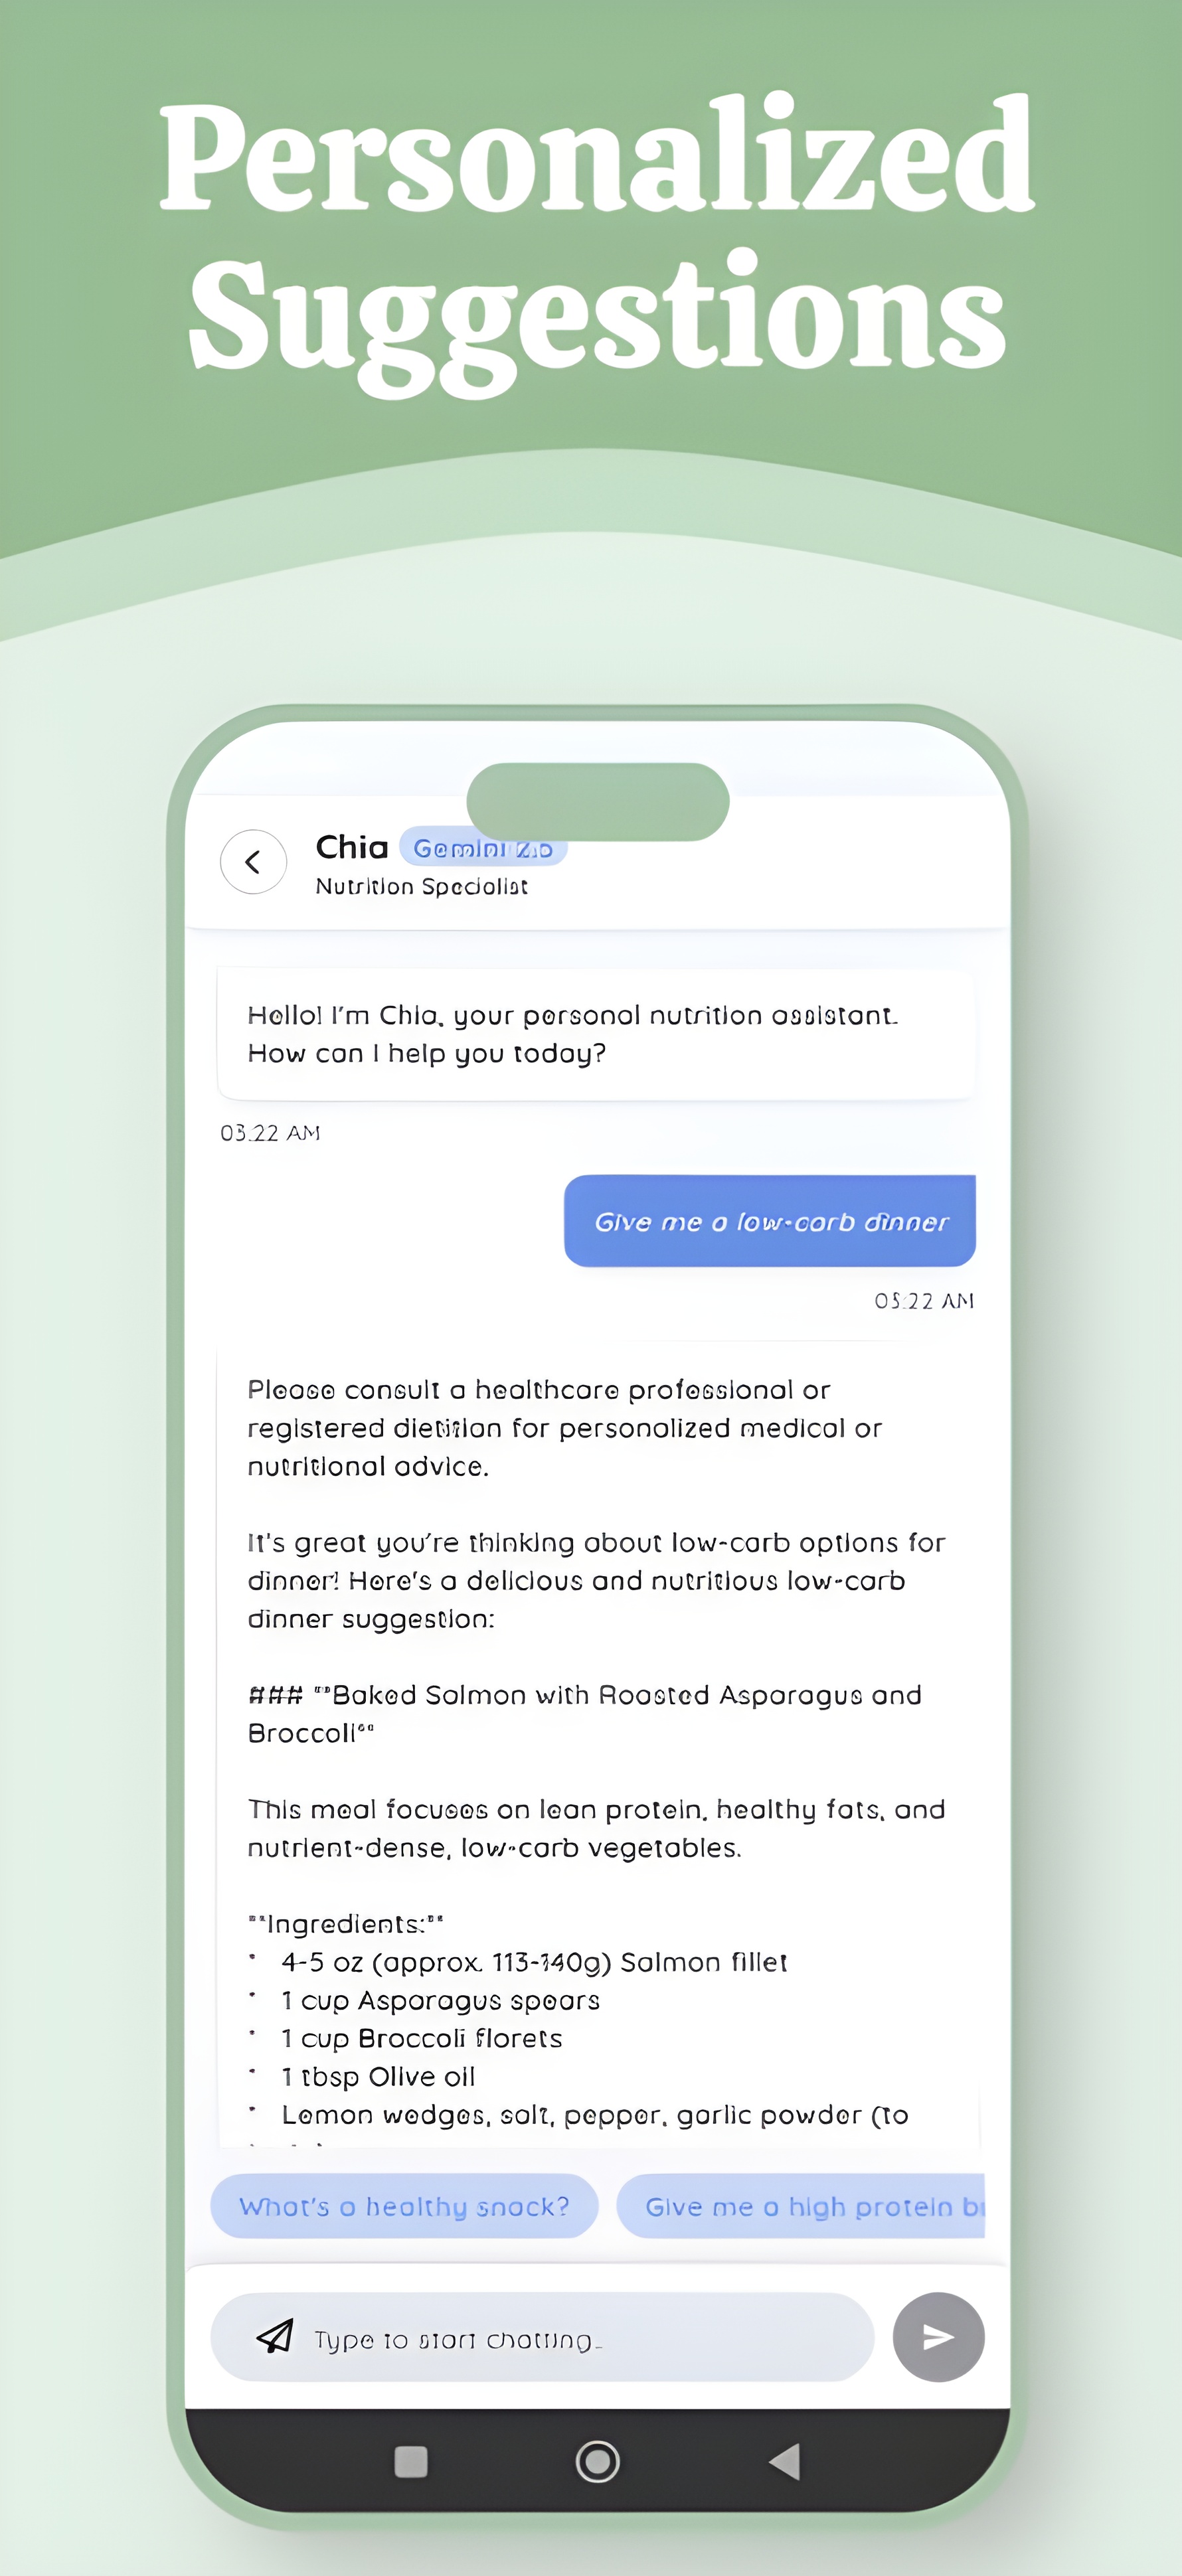 Personalized
Suggestions
Chia
Nutrition Specialist
Hello! I'm Chia, your personal nutrition assistant.
How can I help you today?
03:22 AM
Give me a low-carb dinner
03:22 AM
Please consult a healthcare professional or
registered dietitian for personalized medical or
nutritional advice.
It's great you're thinking about low-carb options for
dinner! Here's a delicious and nutritious low-carb
dinner suggestion:
### **Baked Salmon with Roasted Asparagus and
Broccoli**
This meal focuses on lean protein, healthy fats, and
nutrient-dense, low-carb vegetables.
**Ingredients:**
* 4-5 oz (approx. 113-140g) Salmon fillet
* 1 cup Asparagus spears
* 1 cup Broccoli florets
* 1 tbsp Olive oil
* Lemon wedges, salt, pepper, garlic powder (to
What's a healthy snack?
Give me a high protein
Type to start chatting...